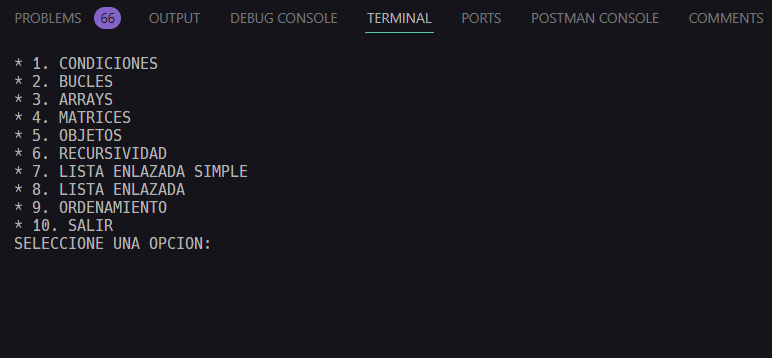 PROBLEMS 66 OUTPUT DEBUG CONSOLE TERMINAL PORTS POSTMAN CONSOLE COMMENTS
* 1. CONDICIONES
* 2. BUCLES
* 3. ARRAYS
* 4. MATRICES
* 5. OBJETOS
* 6. RECURSIVIDAD
* 7. LISTA ENLAZADA SIMPLE
* 8. LISTA ENLAZADA
* 9. ORDENAMIENTO
* 10. SALIR
SELECCIONE UNA OPCION: